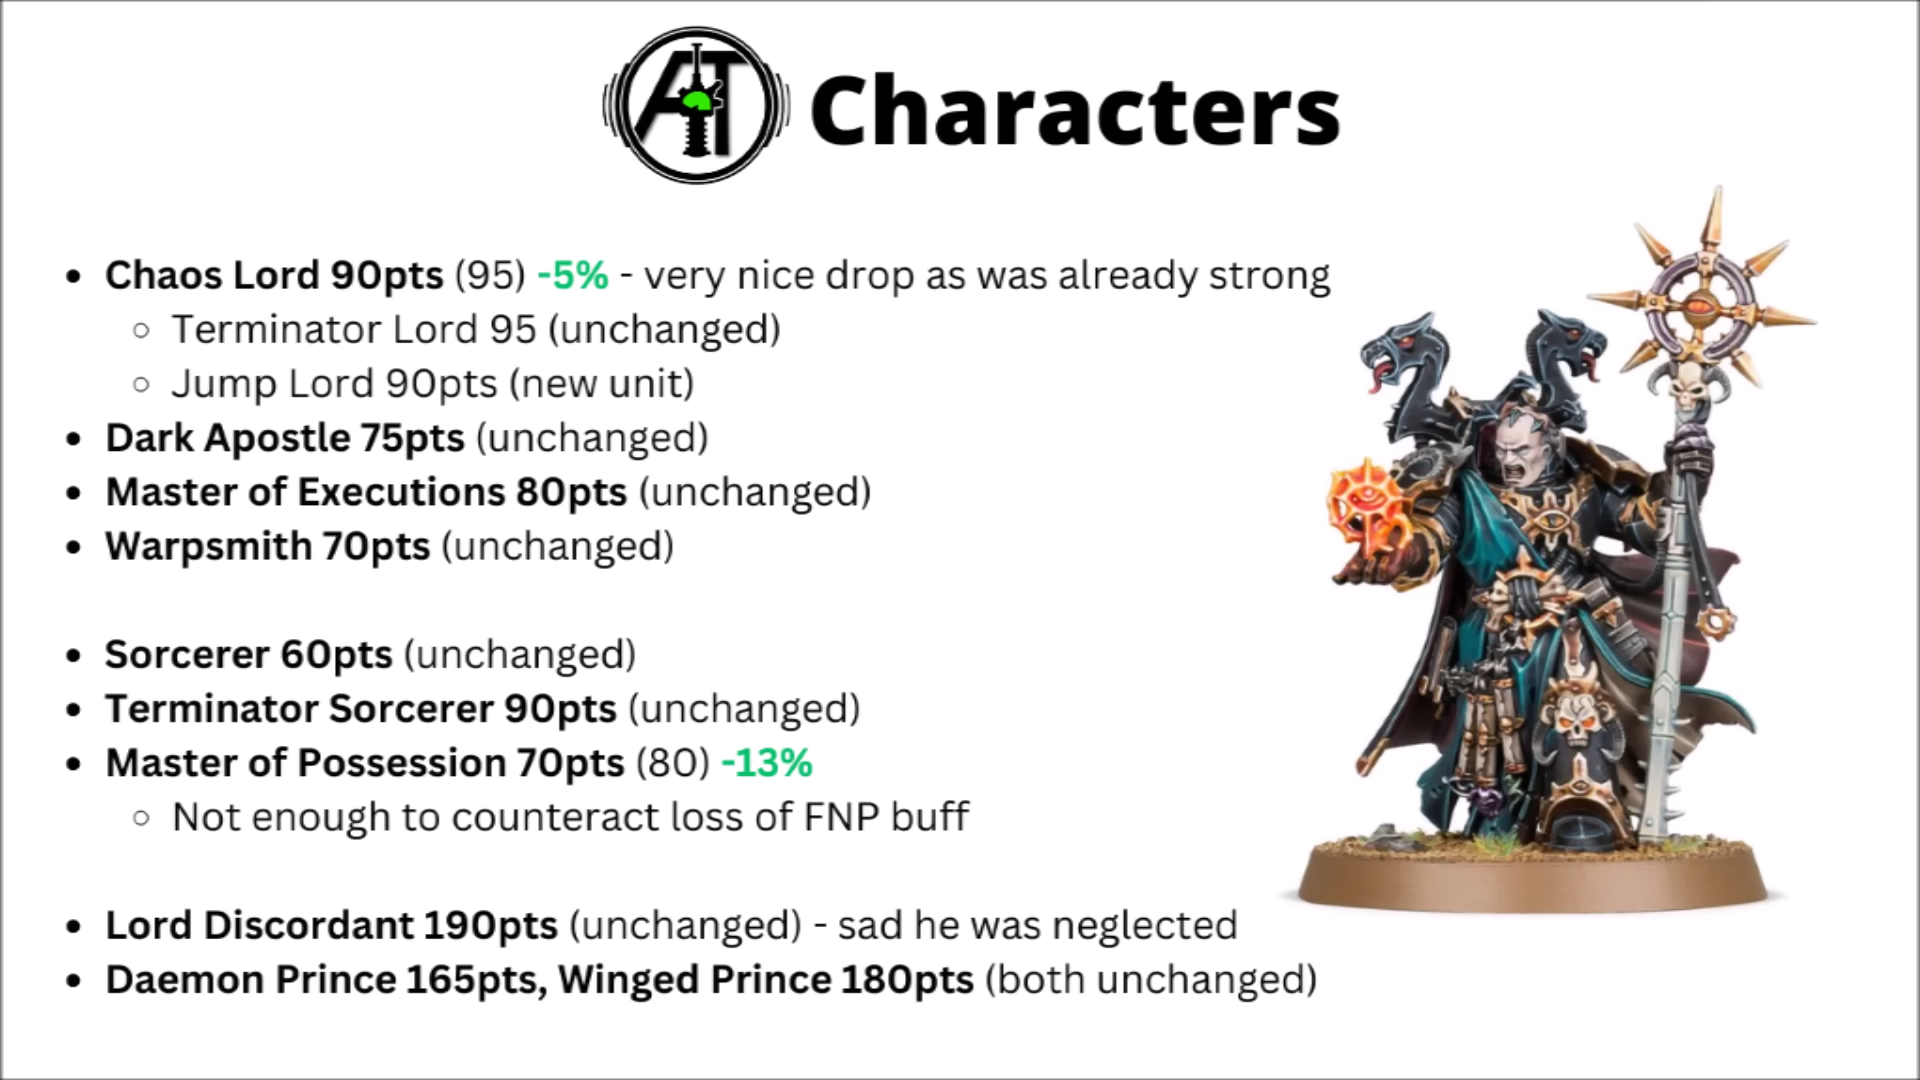 AT
Characters
• Chaos Lord 90pts (95) -5% - very nice drop as was already strong
○ Terminator Lord 95 (unchanged)
○ Jump Lord 90pts (new unit)
• Dark Apostle 75pts (unchanged)
• Master of Executions 80pts (unchanged)
• Warpsmith 70pts (unchanged)
• Sorcerer 60pts (unchanged)
• Terminator Sorcerer 90pts (unchanged)
• Master of Possession 70pts (80) -13%
○ Not enough to counteract loss of FNP buff
• Lord Discordant 190pts (unchanged) - sad he was neglected
• Daemon Prince 165pts, Winged Prince 180pts (both unchanged)